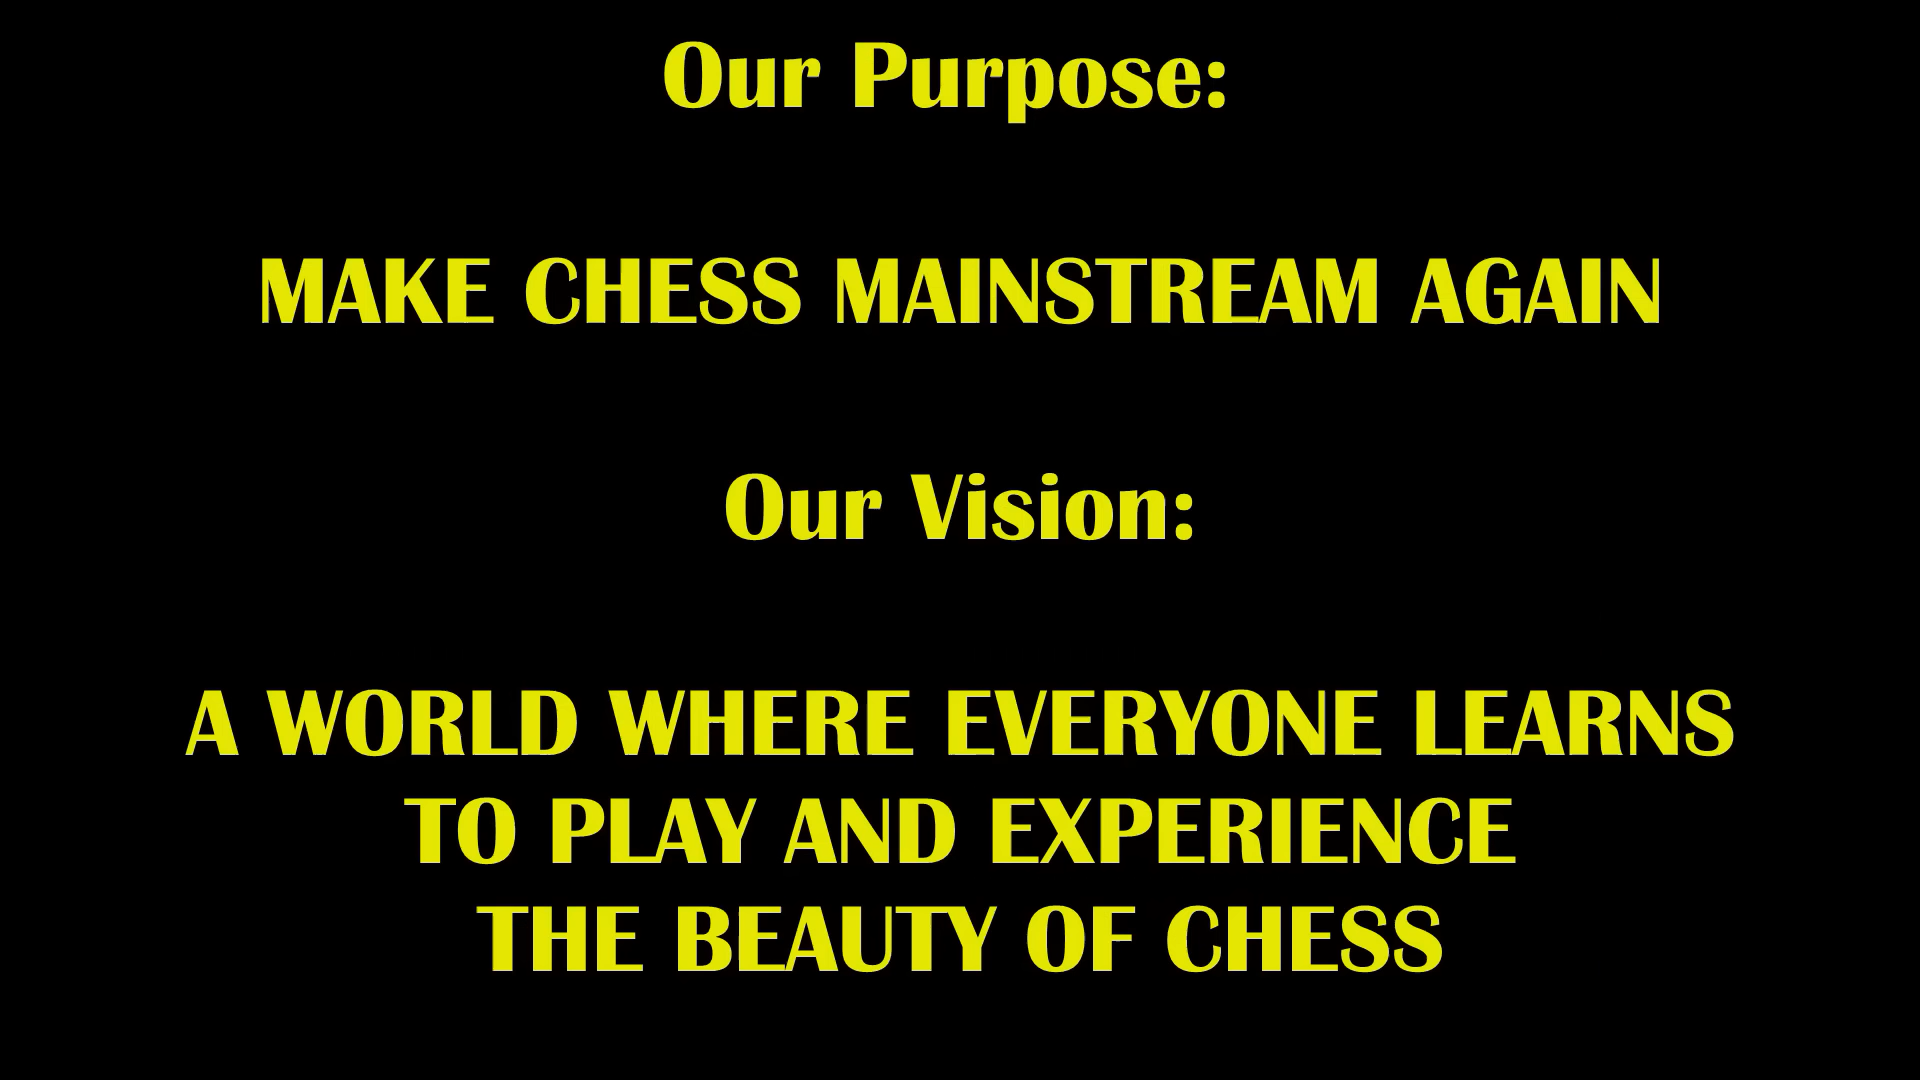 Our Purpose:
MAKE CHESS MAINSTREAM AGAIN
Our Vision:
A WORLD WHERE EVERYONE LEARNS
TO PLAY AND EXPERIENCE
THE BEAUTY OF CHESS